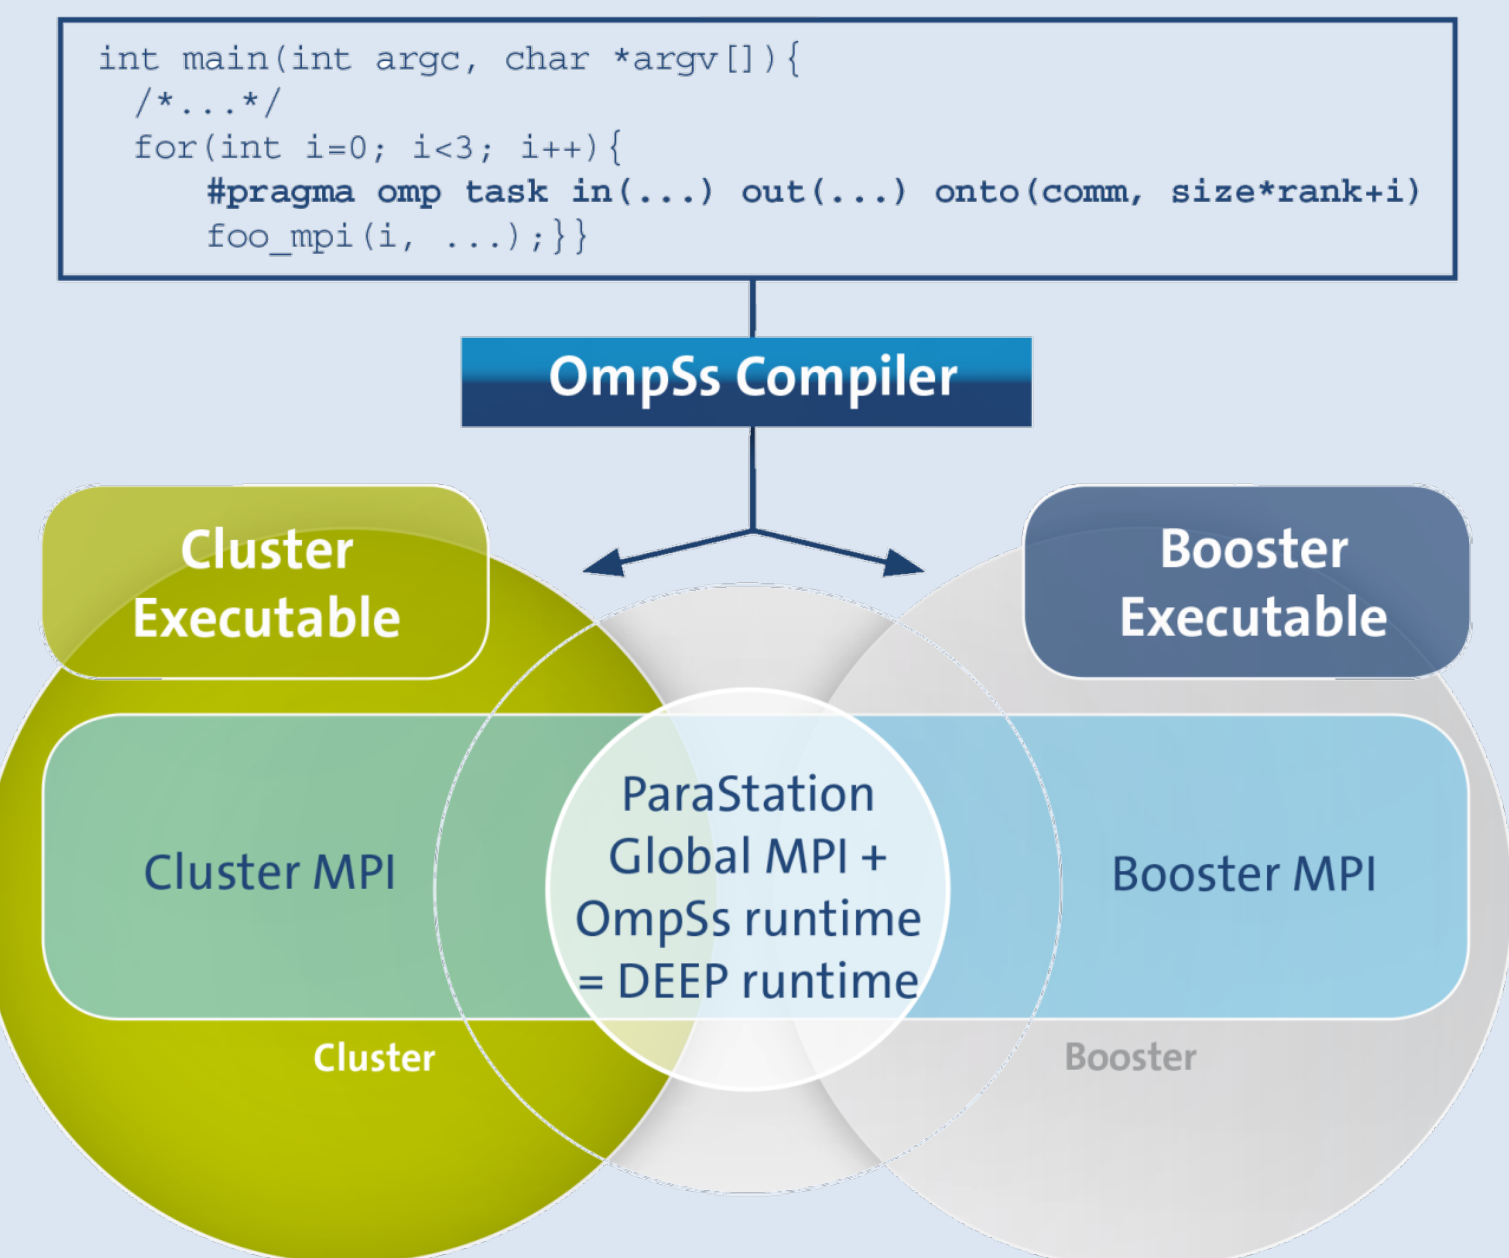 int main(int argc, char *argv[]){
/*...*/
for(int i=0; i<3; i++){
#pragma omp task in(...) out(...) onto(comm, size*rank+i)
foo_mpi(i, ...);}}
OmpSs Compiler
Cluster
Executable
Booster
Executable
Cluster MPI
ParaStation
Global MPI +
OmpSs runtime
= DEEP runtime
Booster MPI
Cluster
Booster